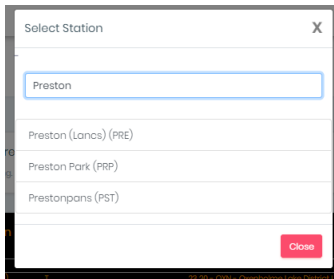 Select Station X
Preston
Preston (Lancs) (PRE)
Preston Park (PRP)
Prestonpans (PST)
Close